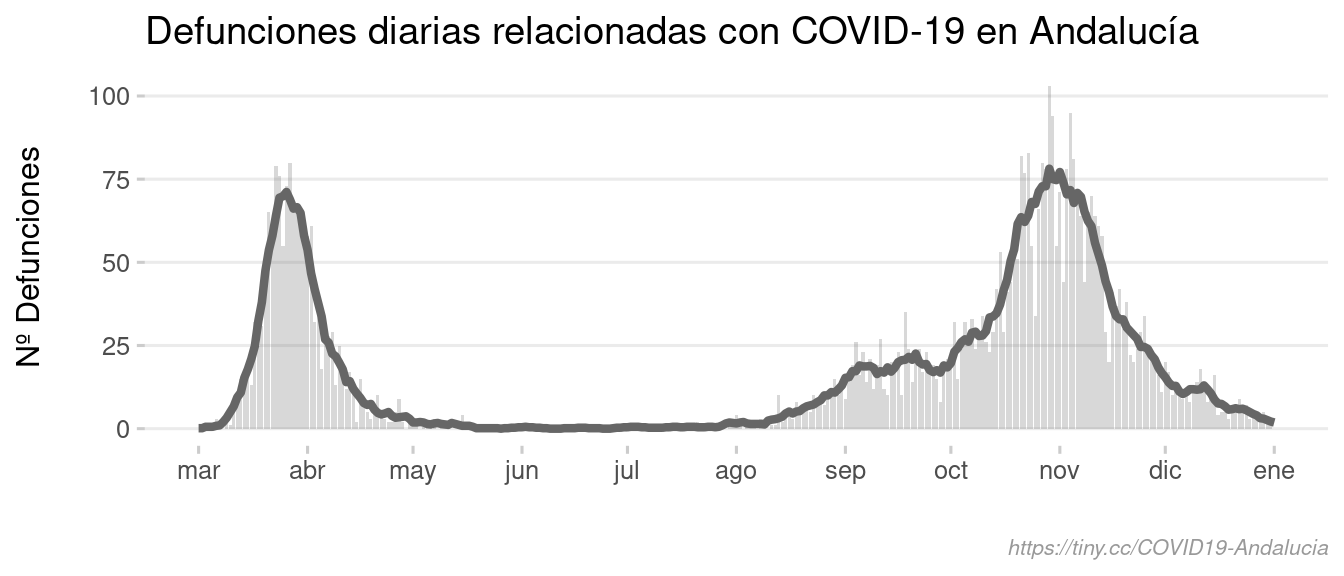 Defunciones diarias relacionadas con COVID-19 en Andalucía
Nº Defunciones
100
75
50
25
0
mar abr may jun jul ago sep oct nov dic ene
https://tiny.cc/COVID19-Andalucia